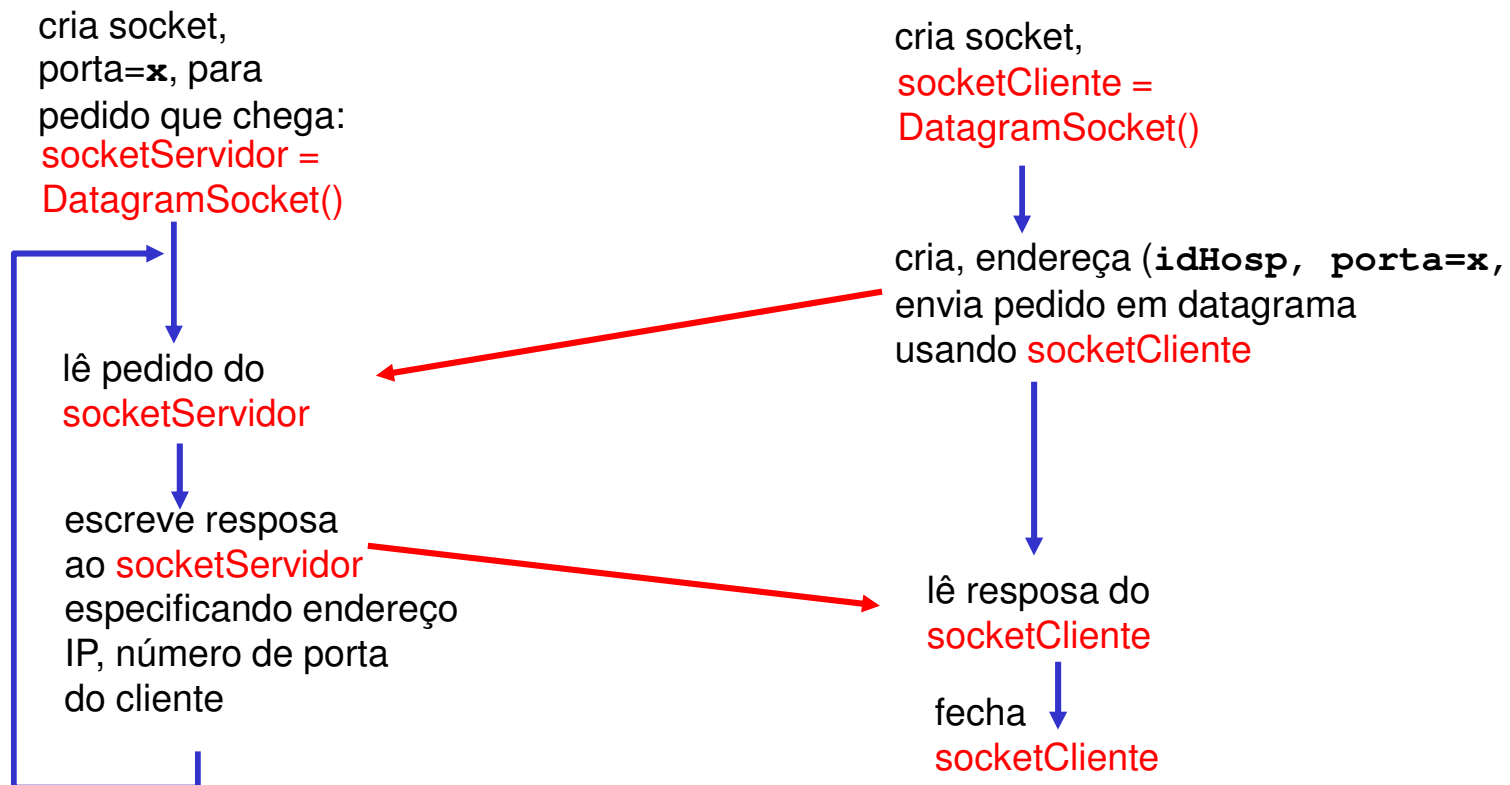 cria socket,
porta=x, para
pedido que chega:
socketServidor =
DatagramSocket()
lê pedido do
socketServidor
escreve resposa
ao socketServidor
especificando endereço
IP, número de porta
do cliente
cria socket,
socketCliente =
DatagramSocket()
cria, endereça (idHosp, porta=x,
envia pedido em datagrama
usando socketCliente
lê resposa do
socketCliente
fecha
socketCliente